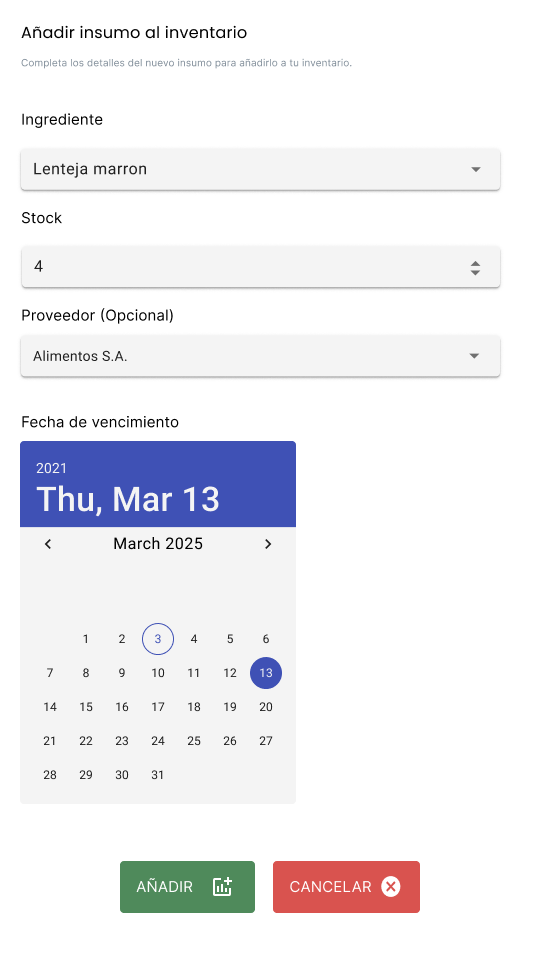 Añadir insumo al inventario
Completa los detalles del nuevo insumo para añadirlo a tu inventario.
Ingrediente
Lenteja marron
Stock
4
Proveedor (Opcional)
Alimentos S.A.
Fecha de vencimiento
2021
Thu, Mar 13
March 2025
1 2 3 4 5 6
7 8 9 10 11 12 13
14 15 16 17 18 19 20
21 22 23 24 25 26 27
28 29 30 31
AÑADIR CANCELAR